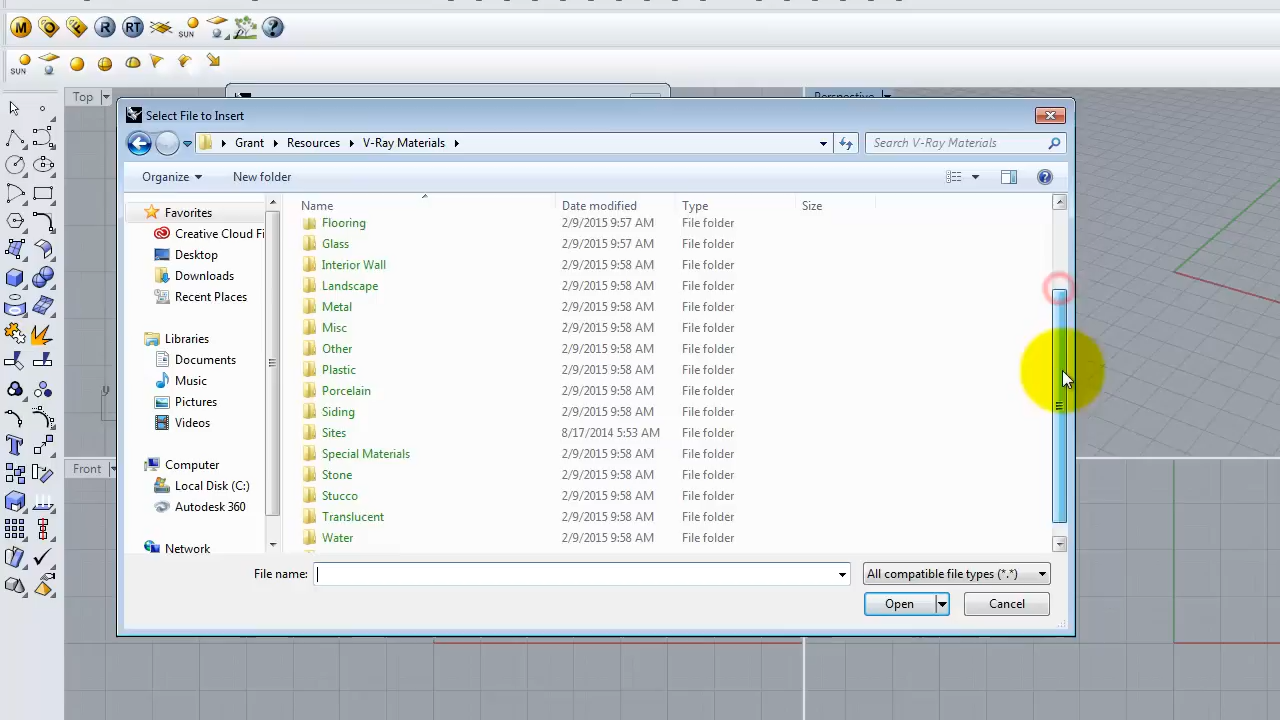 M O F R RT SUN ?
SUN
Top
Perspective
Select File to Insert
Grant Resources V-Ray Materials
Search V-Ray Materials
Organize
New folder
Name Date modified Type Size
Favorites
Creative Cloud Fi
Desktop
Downloads
Recent Places
Libraries
Documents
Music
Pictures
Videos
Computer
Local Disk (C:)
Autodesk 360
Network
Flooring 2/9/2015 9:57 AM File folder
Glass 2/9/2015 9:57 AM File folder
Interior Wall 2/9/2015 9:58 AM File folder
Landscape 2/9/2015 9:58 AM File folder
Metal 2/9/2015 9:58 AM File folder
Misc 2/9/2015 9:58 AM File folder
Other 2/9/2015 9:58 AM File folder
Plastic 2/9/2015 9:58 AM File folder
Porcelain 2/9/2015 9:58 AM File folder
Siding 2/9/2015 9:58 AM File folder
Sites 8/17/2014 5:53 AM File folder
Special Materials 2/9/2015 9:58 AM File folder
Stone 2/9/2015 9:58 AM File folder
Stucco 2/9/2015 9:58 AM File folder
Translucent 2/9/2015 9:58 AM File folder
Water 2/9/2015 9:58 AM File folder
y
Front
File name:
All compatible file types (*.*)
Open
Cancel